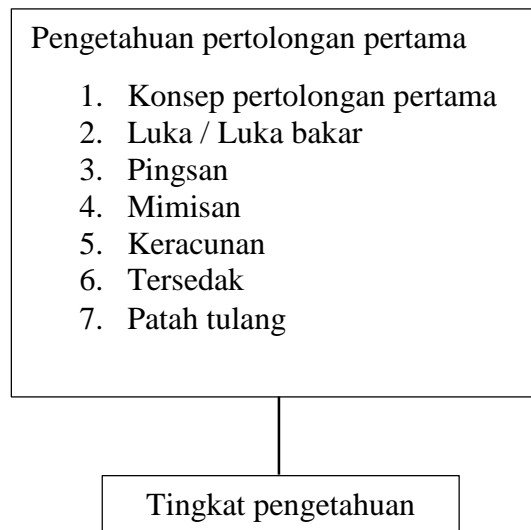 Pengetahuan pertolongan pertama
1. Konsep pertolongan pertama
2. Luka / Luka bakar
3. Pingsan
4. Mimisan
5. Keracunan
6. Tersedak
7. Patah tulang
Tingkat pengetahuan